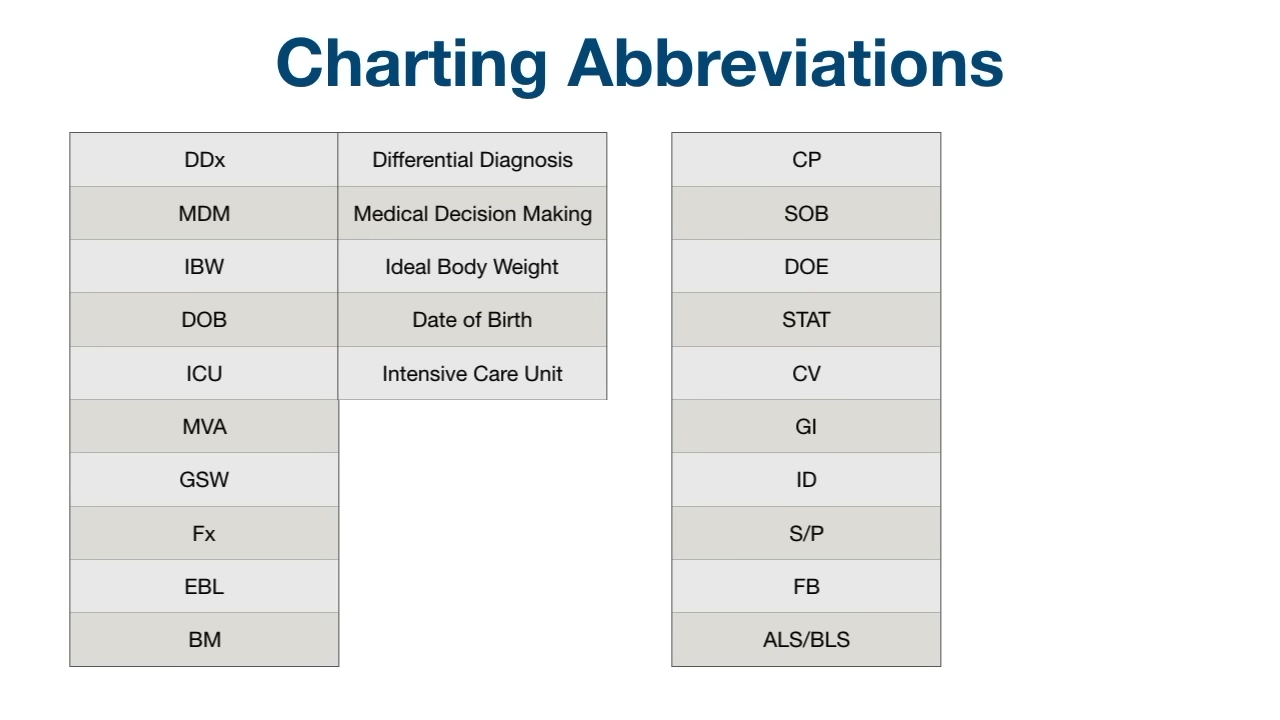 Charting Abbreviations
DDx Differential Diagnosis
MDM Medical Decision Making
IBW Ideal Body Weight
DOB Date of Birth
ICU Intensive Care Unit
MVA
GSW
Fx
EBL
BM
CP
SOB
DOE
STAT
CV
GI
ID
S/P
FB
ALS/BLS